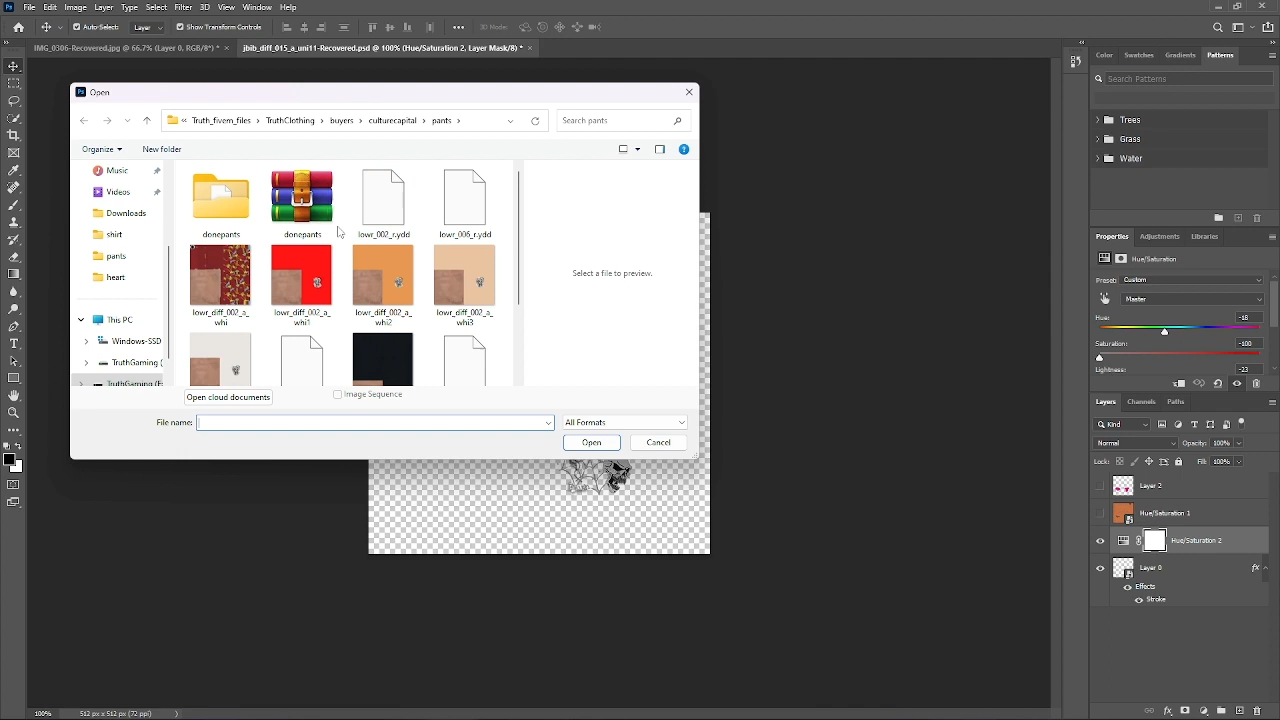 File Edit Image Layer Type Select Filter 3D View Window Help
Auto-Select: Layer Show Transform Controls 3D Mode:
IMG_0306-Recovered.jpg @ 66.7% (Layer 0, RGB/8*) * × jbib_diff_015_a_uni11-Recovered.psd @ 100% (Hue/Saturation 2, Layer Mask/8) * ×
Open
« Truth_fivem_files › TruthClothing › buyers › culturecapital › pants ›
Search pants
Organize New folder
Music
Videos
Downloads
shirt
pants
heart
This PC
Windows-SSD
TruthGaming (
TruthGaming (E
donepants donepants lowr_002_r.ydd lowr_006_r.ydd
lowr_diff_002_a_whi lowr_diff_002_a_whi1 lowr_diff_002_a_whi2 lowr_diff_002_a_whi3
Select a file to preview.
Open cloud documents
Image Sequence
File name:
All Formats
Open Cancel
Color Swatches Gradients Patterns
Search Patterns
Trees
Grass
Water
Properties Adjustments Libraries
Hue/Saturation
Preset: Custom
Master
Hue: -18
Saturation: -100
Lightness: -23
Layers Channels Paths
Kind
Normal Opacity: 100%
Lock: Fill: 100%
Layer 2
Hue/Saturation 1
Hue/Saturation 2
Layer 0 fx
Effects
Stroke
100% 512 px x 512 px (72 ppi)